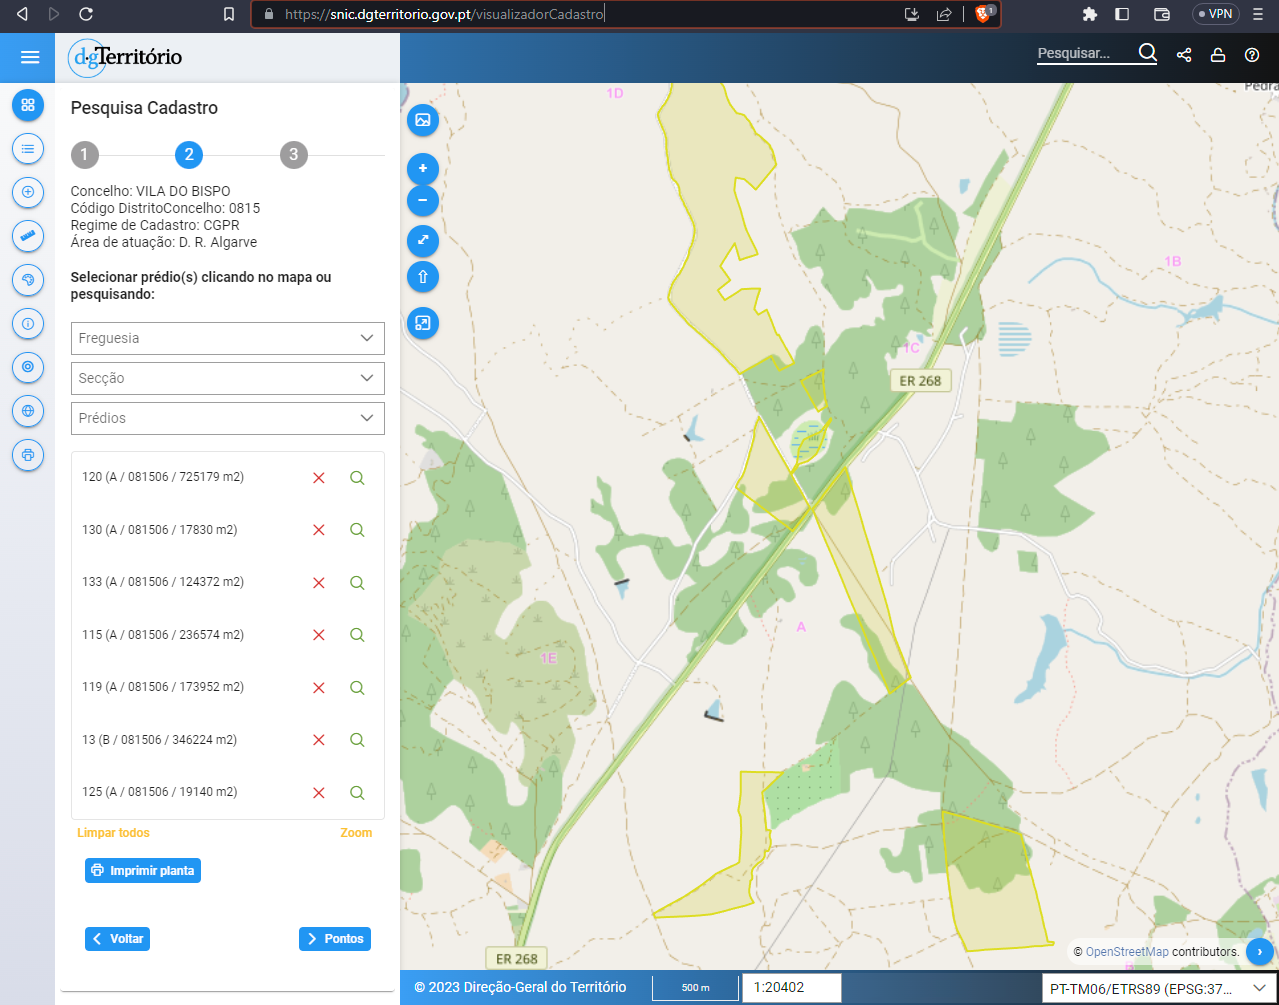 https://snic.dgterritorio.gov.pt/visualizadorCadastro
1
VPN
dgTerritório
Pesquisar...
Pesquisa Cadastro
1
2
3
Concelho: VILA DO BISPO
Código DistritoConcelho: 0815
Regime de Cadastro: CGPR
Área de atuação: D. R. Algarve
Selecionar prédio(s) clicando no mapa ou
pesquisando:
Freguesia
Secção
Prédios
120 (A / 081506 / 725179 m2)
130 (A / 081506 / 17830 m2)
133 (A / 081506 / 124372 m2)
115 (A / 081506 / 236574 m2)
119 (A / 081506 / 173952 m2)
13 (B / 081506 / 346224 m2)
125 (A / 081506 / 19140 m2)
Limpar todos
Zoom
Imprimir planta
Voltar
Pontos
1D
Pedra
1B
1C
ER 268
A
1E
ER 268
© OpenStreetMap contributors.
© 2023 Direção-Geral do Território
500 m
1:20402
PT-TM06/ETRS89 (EPSG:37...